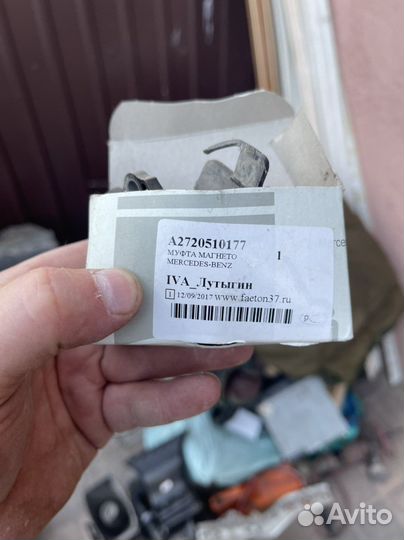 A2720510177 1
МУФТА МАГНЕТО
MERCEDES-BENZ
IVA_Лутыгин
1 12/09/2017 www.faeton37.ru
Avito